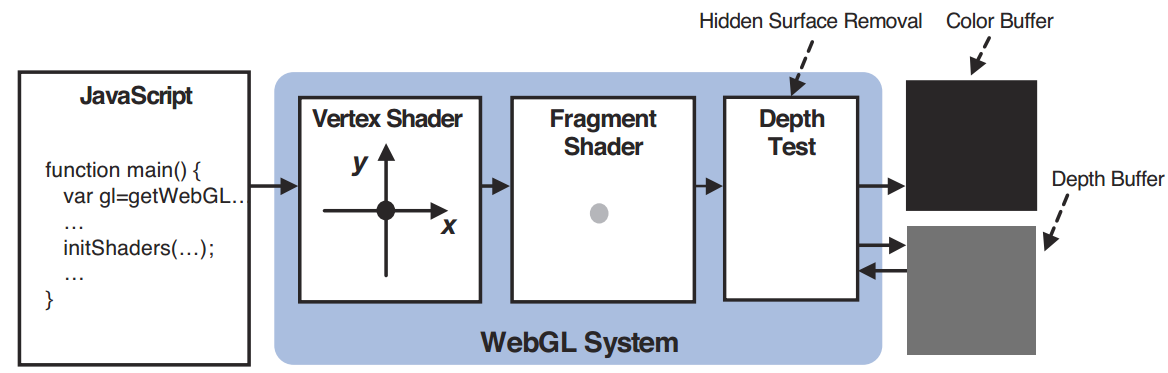 Hidden Surface Removal
Color Buffer
JavaScript
function main() {
var gl=getWebGL…
…
initShaders(…);
…
}
Vertex Shader
y
x
Fragment
Shader
Depth
Test
Depth Buffer
WebGL System